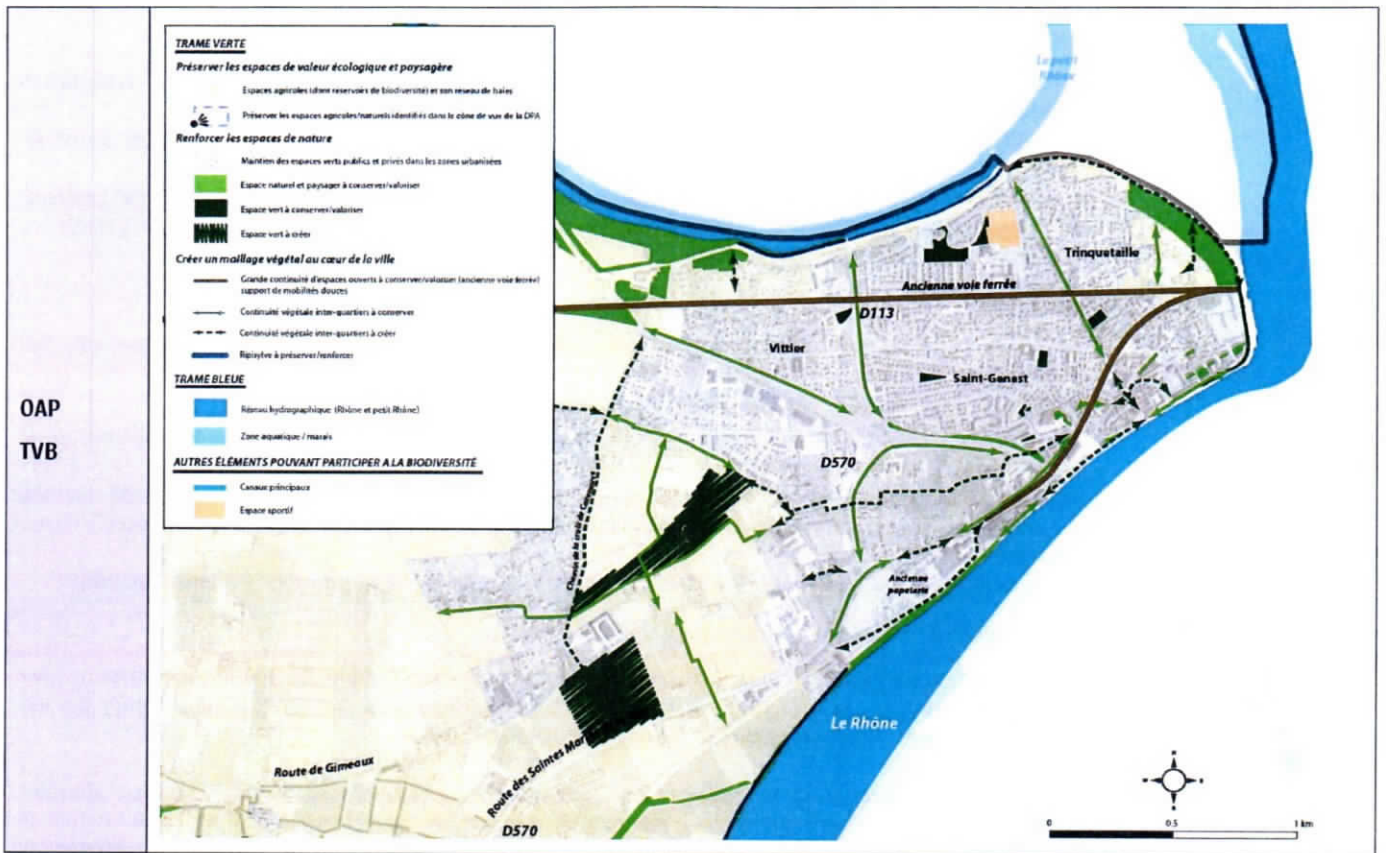 OAP
TVB
TRAME VERTE
Préserver les espaces de valeur écologique et paysagère
Espaces agricoles (dont reservoirs de biodiversité) et son réseau de haies
Préserver les espaces agricoles/naturels identifiés dans le cône de vue de la DPA
Renforcer les espaces de nature
Maintien des espaces verts publics et privés dans les zones urbanisées
Espace naturel et paysager à conserver/valoriser
Espace vert à conserver/valoriser
Espace vert à créer
Créer un maillage végétal au cœur de la ville
Grande continuité d'espaces ouverts à conserver/valoriser (ancienne voie ferrée)
support de mobilités douces
Continuité végétale inter-quartiers à conserver
Continuité végétale inter-quartiers à créer
Ripisylve à préserver/renforcer
TRAME BLEUE
Réseau hydrographique (Rhône et petit Rhône)
Zone aquatique / marais
AUTRES ÉLÉMENTS POUVANT PARTICIPER A LA BIODIVERSITÉ
Canaux principaux
Espace sportif
Le petit
Rhône
Trinquetaille
Ancienne voie ferrée
D113
Vittier
Saint-Genest
D570
Ancienne
papeterie
Le Rhône
Route de Gimeaux
Route des Saintes
D570
0 0.5 1 km